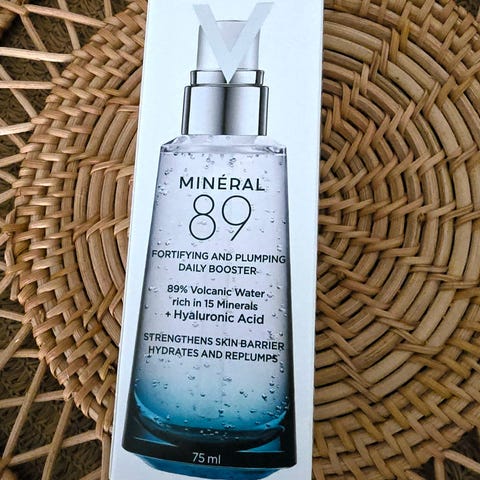 MINÉRAL
89
FORTIFYING AND PLUMPING
DAILY BOOSTER
89% Volcanic Water
rich in 15 Minerals
+ Hyaluronic Acid
STRENGTHENS SKIN BARRIER
HYDRATES AND REPLUMPS
75 ml